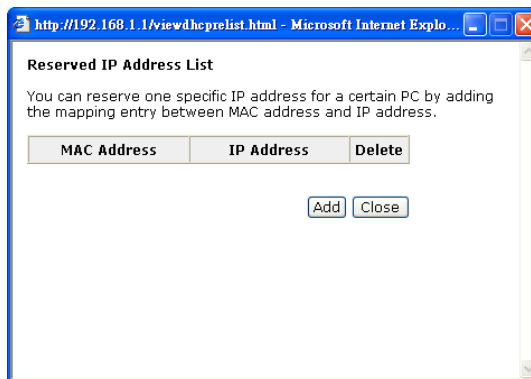 http://192.168.1.1/viewdhcprelist.html - Microsoft Internet Explo...
Reserved IP Address List
You can reserve one specific IP address for a certain PC by adding
the mapping entry between MAC address and IP address.
MAC Address IP Address Delete
Add Close